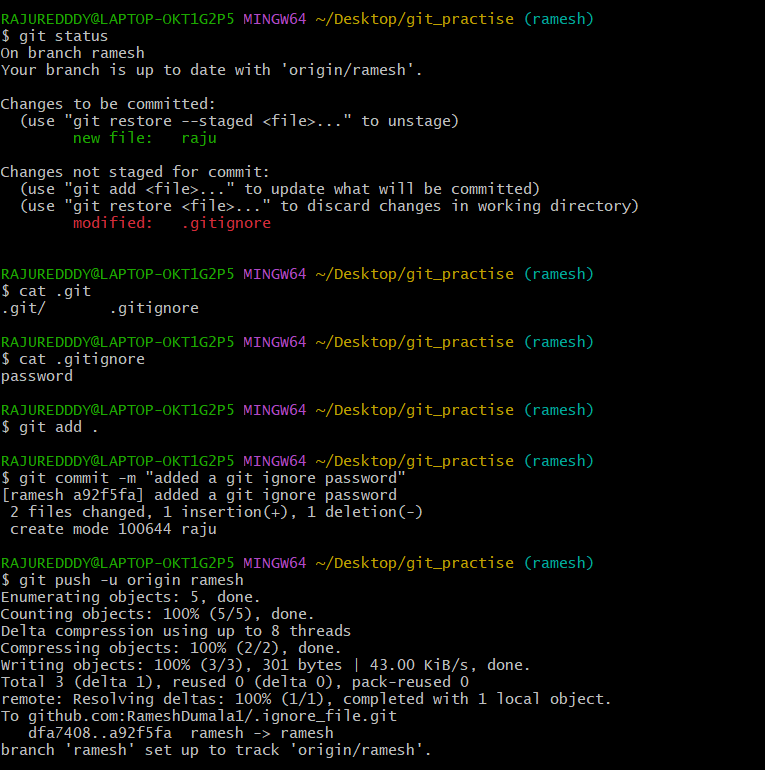 RAJUREDDDY@LAPTOP-OKT1G2P5 MINGW64 ~/Desktop/git_practise (ramesh)
$ git status
On branch ramesh
Your branch is up to date with 'origin/ramesh'.
Changes to be committed:
  (use "git restore --staged <file>..." to unstage)
        new file:   raju
Changes not staged for commit:
  (use "git add <file>..." to update what will be committed)
  (use "git restore <file>..." to discard changes in working directory)
        modified:   .gitignore
RAJUREDDDY@LAPTOP-OKT1G2P5 MINGW64 ~/Desktop/git_practise (ramesh)
$ cat .git
.git/       .gitignore
RAJUREDDDY@LAPTOP-OKT1G2P5 MINGW64 ~/Desktop/git_practise (ramesh)
$ cat .gitignore
password
RAJUREDDDY@LAPTOP-OKT1G2P5 MINGW64 ~/Desktop/git_practise (ramesh)
$ git add .
RAJUREDDDY@LAPTOP-OKT1G2P5 MINGW64 ~/Desktop/git_practise (ramesh)
$ git commit -m "added a git ignore password"
[ramesh a92f5fa] added a git ignore password
 2 files changed, 1 insertion(+), 1 deletion(-)
 create mode 100644 raju
RAJUREDDDY@LAPTOP-OKT1G2P5 MINGW64 ~/Desktop/git_practise (ramesh)
$ git push -u origin ramesh
Enumerating objects: 5, done.
Counting objects: 100% (5/5), done.
Delta compression using up to 8 threads
Compressing objects: 100% (2/2), done.
Writing objects: 100% (3/3), 301 bytes | 43.00 KiB/s, done.
Total 3 (delta 1), reused 0 (delta 0), pack-reused 0
remote: Resolving deltas: 100% (1/1), completed with 1 local object.
To github.com:RameshDumala1/.ignore_file.git
   dfa7408..a92f5fa  ramesh -> ramesh
branch 'ramesh' set up to track 'origin/ramesh'.